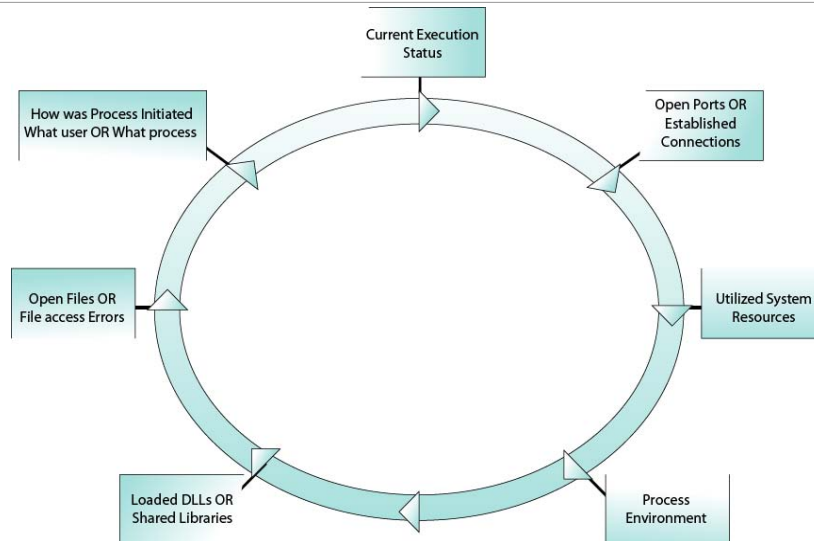 Current Execution
Status
Open Ports OR
Established
Connections
Utilized System
Resources
Process
Environment
Loaded DLLs OR
Shared Libraries
Open Files OR
File access Errors
How was Process Initiated
What user OR What process